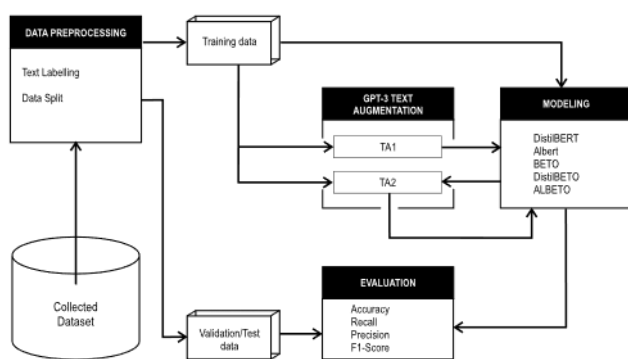 DATA PREPROCESSING
Text Labelling
Data Split
Training data
GPT-3 TEXT
AUGMENTATION
TA1
TA2
MODELING
DistilBERT
Albert
BETO
DistilBETO
ALBETO
Collected
Dataset
Validation/Test
data
EVALUATION
Accuracy
Recall
Precision
F1-Score